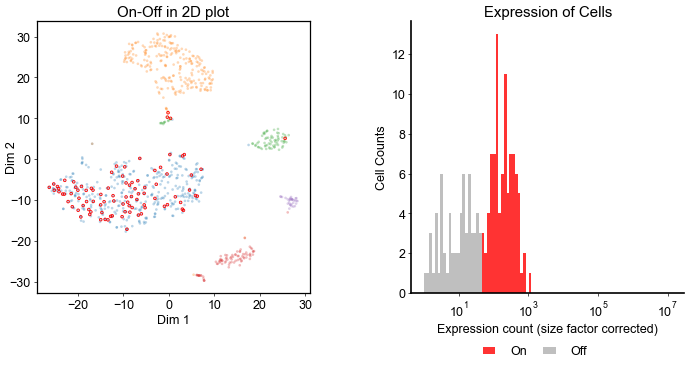 On-Off in 2D plot
30
20
10
0
−10
−20
−30
Dim 2
−20 −10 0 10 20 30
Dim 1
Expression of Cells
12
10
8
6
4
2
0
Cell Counts
10^1 10^3 10^5 10^7
Expression count (size factor corrected)
On Off